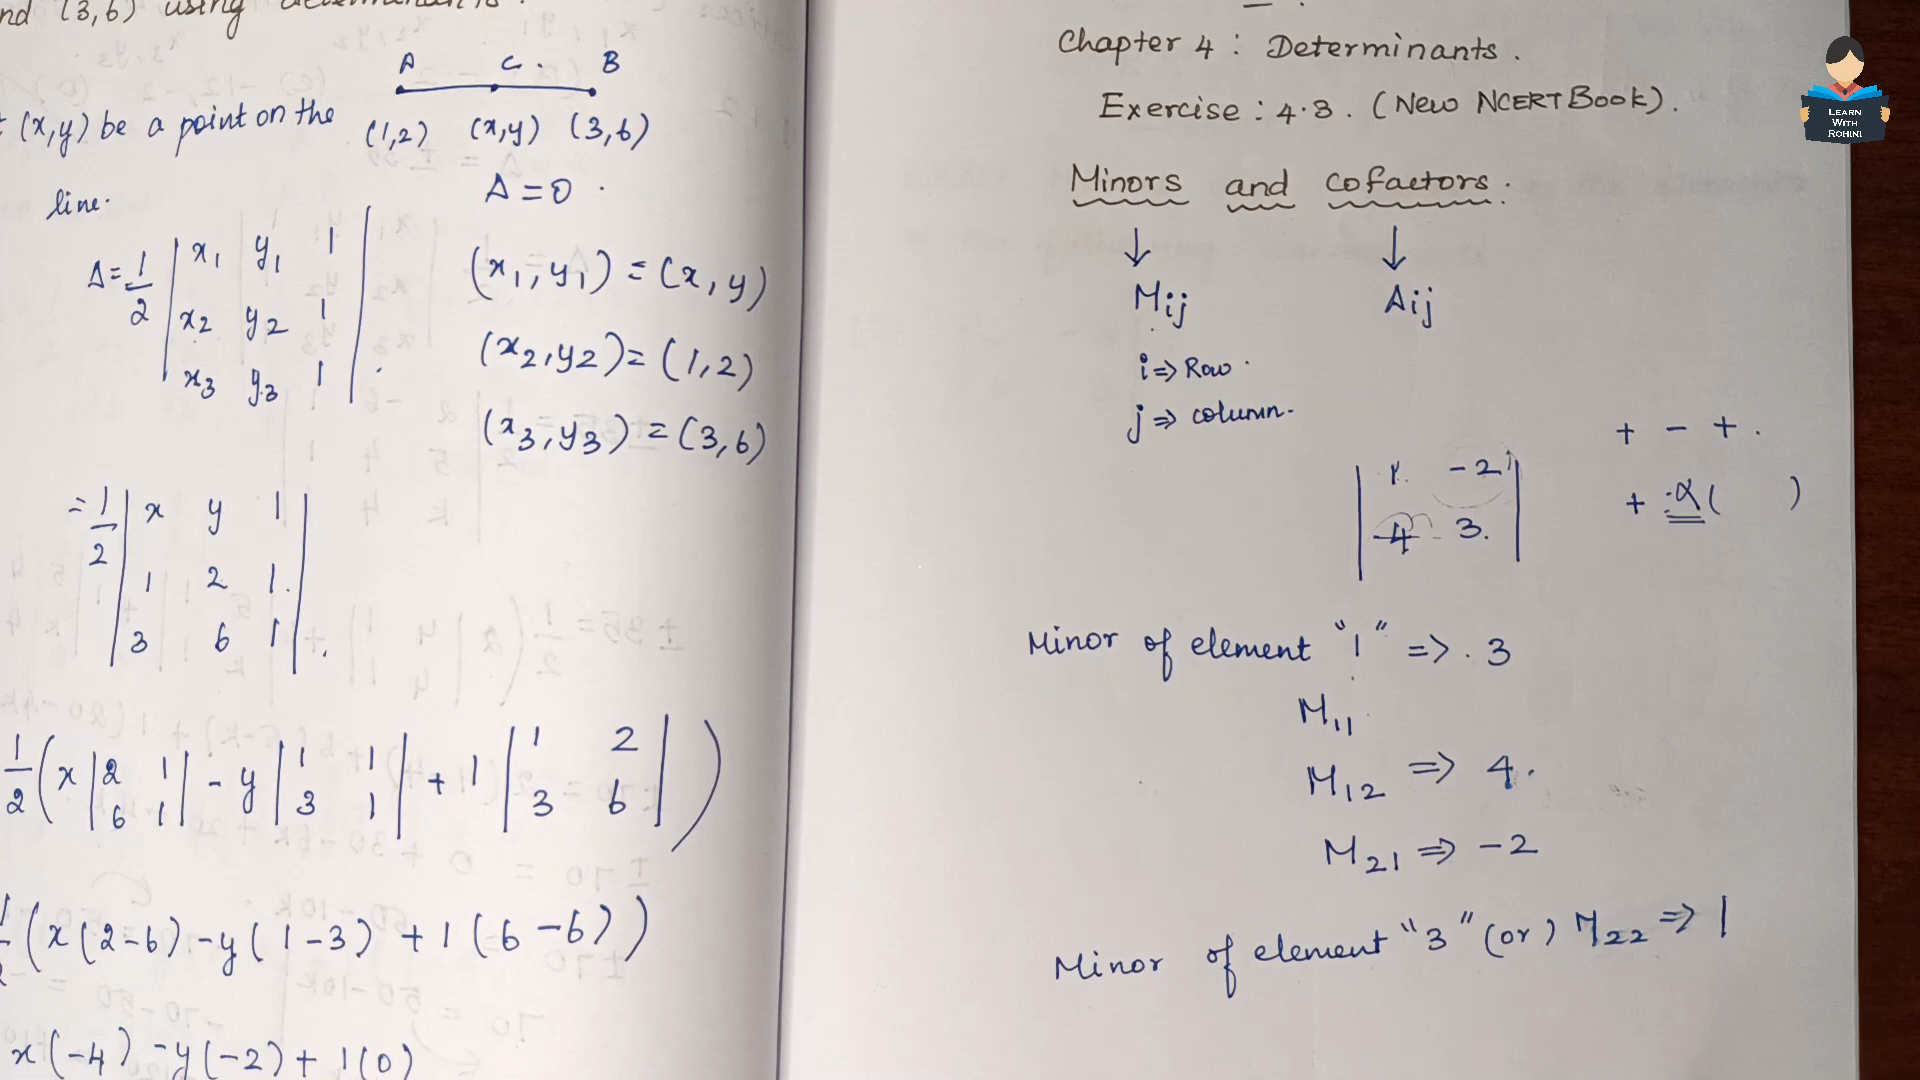 nd (3,6) using determinants.
A C. B
(x,y) be a point on the
(1,2) (x,y) (3,6)
line.
Δ=0
Δ=1/2 | x1 y1 1
x2 y2 1
x3 y3 1 |
(x1,y1)=(x,y)
(x2,y2)=(1,2)
(x3,y3)=(3,6)
=1/2 | x y 1
1 2 1.
3 6 1 |.
1/2 (x |2 1
6 1| - y |1 1
3 1| + 1 |1 2
3 6|)
(x(2-6)-y(1-3)+1(6-6))
x(-4)-y(-2)+1(0)
Chapter 4 : Determinants.
Exercise : 4.3. (New NCERT Book).
Minors and cofactors.
↓ ↓
Mij Aij
i => Row.
j => column.
| 1. -2
4 3. |
+ - +.
+ -α( )
Minor of element "1" =>. 3
M11
M12 => 4.
M21 => -2
Minor of element "3" (or) M22 => 1
LEARN
WITH
ROHINI